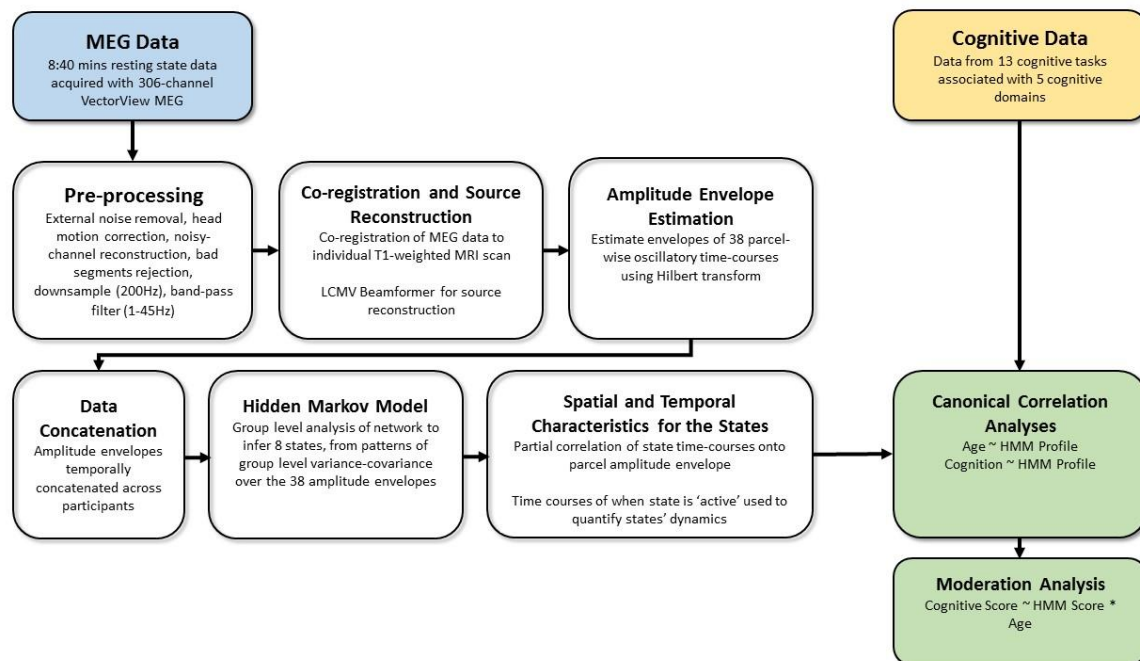 MEG Data
8:40 mins resting state data
acquired with 306-channel
VectorView MEG
Cognitive Data
Data from 13 cognitive tasks
associated with 5 cognitive
domains
Pre-processing
External noise removal, head
motion correction, noisy-
channel reconstruction, bad
segments rejection,
downsample (200Hz), band-pass
filter (1-45Hz)
Co-registration and Source
Reconstruction
Co-registration of MEG data to
individual T1-weighted MRI scan
LCMV Beamformer for source
reconstruction
Amplitude Envelope
Estimation
Estimate envelopes of 38 parcel-
wise oscillatory time-courses
using Hilbert transform
Data
Concatenation
Amplitude envelopes
temporally
concatenated across
participants
Hidden Markov Model
Group level analysis of network to
infer 8 states, from patterns of
group level variance-covariance
over the 38 amplitude envelopes
Spatial and Temporal
Characteristics for the States
Partial correlation of state time-courses onto
parcel amplitude envelope
Time courses of when state is ‘active’ used to
quantify states’ dynamics
Canonical Correlation
Analyses
Age ~ HMM Profile
Cognition ~ HMM Profile
Moderation Analysis
Cognitive Score ~ HMM Score *
Age